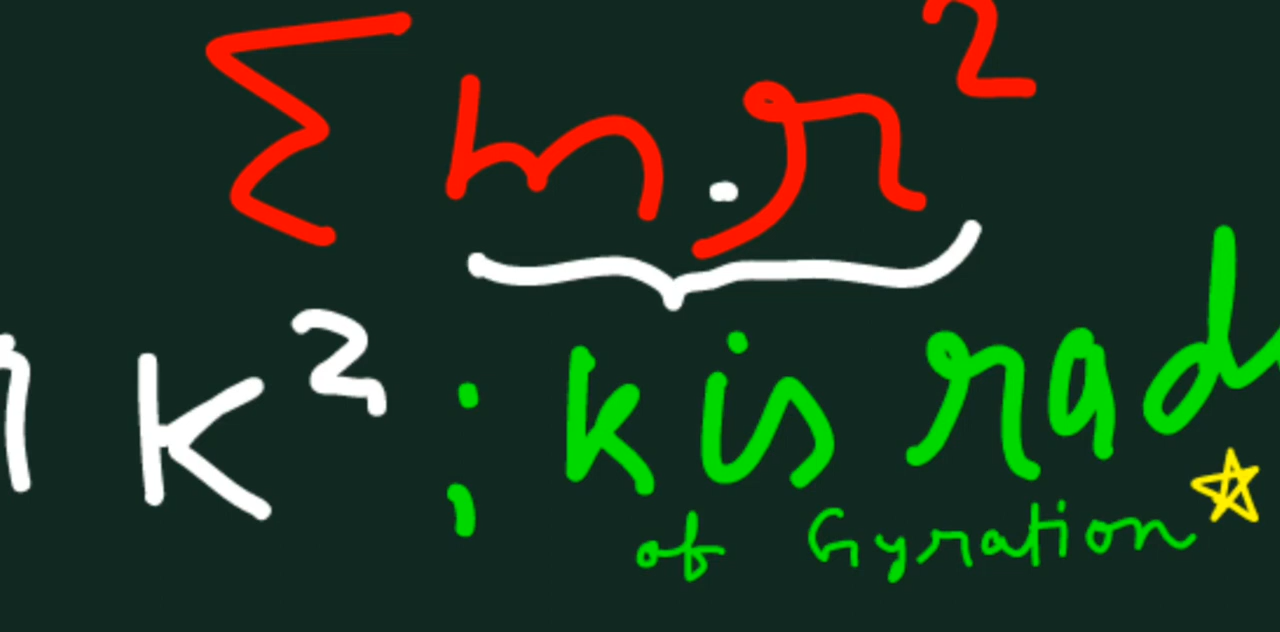 Σ m.r²
K² ; k is rad
of Gyration